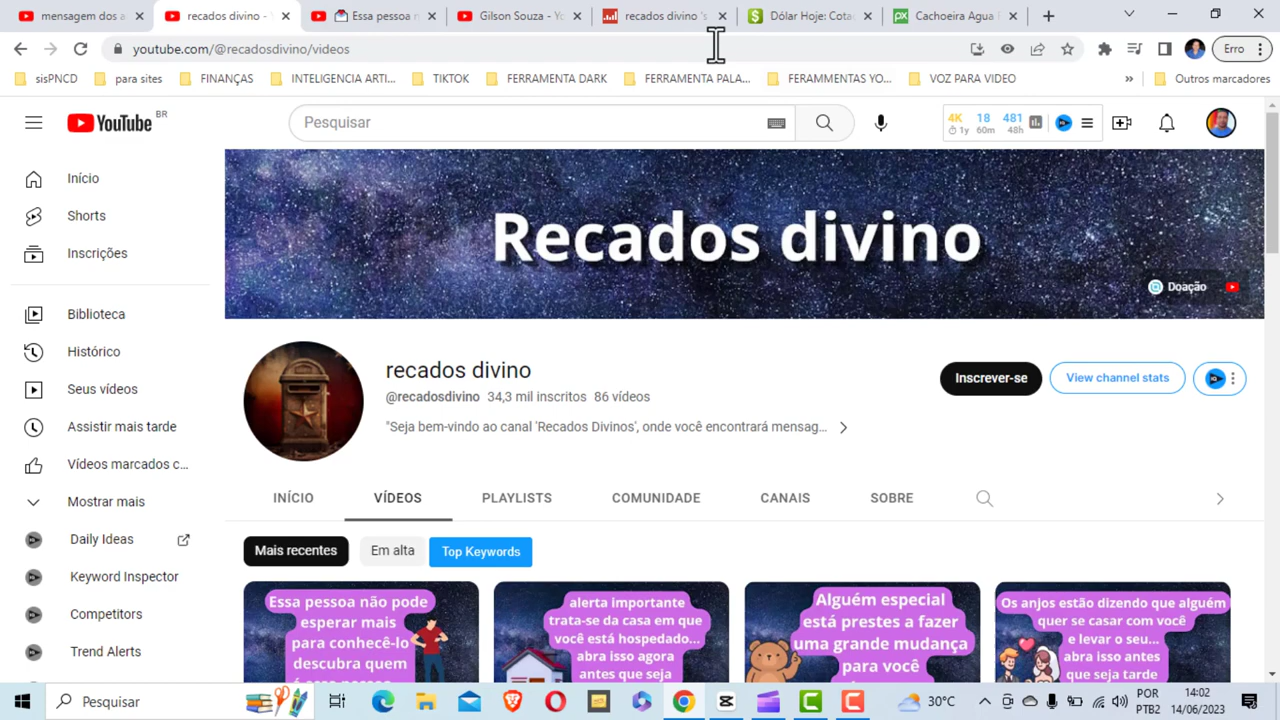 mensagem dos a
recados divino - Y
Essa pessoa n
Gilson Souza - Yo
recados divino 's
Dólar Hoje: Cota
Cachoeira Agua F
youtube.com/@recadosdivino/videos
Erro
sisPNCD
para sites
FINANÇAS
INTELIGENCIA ARTI...
TIKTOK
FERRAMENTA DARK
FERRAMENTA PALA...
FERAMMENTAS YO...
VOZ PARA VIDEO
»
Outros marcadores
YouTube BR
Pesquisar
4K 18 481
1y 60m 48h
Início
Shorts
Inscrições
Biblioteca
Histórico
Seus vídeos
Assistir mais tarde
Vídeos marcados c...
Mostrar mais
Daily Ideas
Keyword Inspector
Competitors
Trend Alerts
Recados divino
Doação
recados divino
@recadosdivino 34,3 mil inscritos 86 vídeos
"Seja bem-vindo ao canal 'Recados Divinos', onde você encontrará mensag...
Inscrever-se
View channel stats
INÍCIO
VÍDEOS
PLAYLISTS
COMUNIDADE
CANAIS
SOBRE
Mais recentes
Em alta
Top Keywords
Essa pessoa não pode
esperar mais
para conhecê-lo
descubra quem
é essa pessoa
alerta importante
trata-se da casa em que
você está hospedado...
abra isso agora
antes que seja
Alguém especial
está prestes a fazer
uma grande mudança
para você
Os anjos estão dizendo que alguém
quer se casar com você
e levar o seu...
abra isso antes
que seja tarde
Pesquisar
30°C
POR
PTB2
14:02
14/06/2023